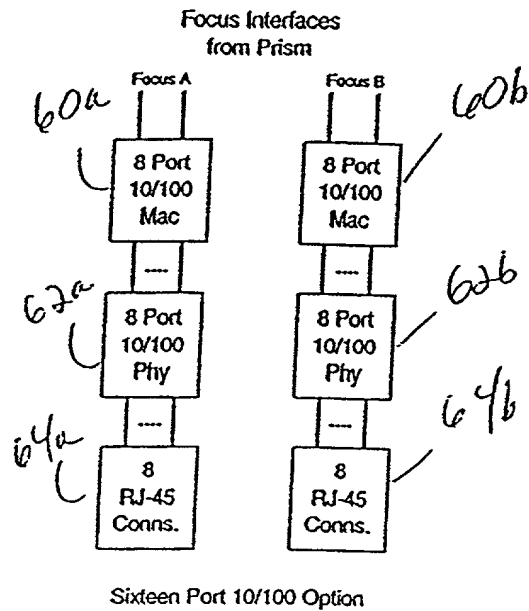 Focus Interfaces
from Prism
Focus A
Focus B
60a
60b
8 Port
10/100
Mac
8 Port
10/100
Mac
62a
62b
8 Port
10/100
Phy
8 Port
10/100
Phy
64a
64b
8
RJ-45
Conns.
8
RJ-45
Conns.
Sixteen Port 10/100 Option